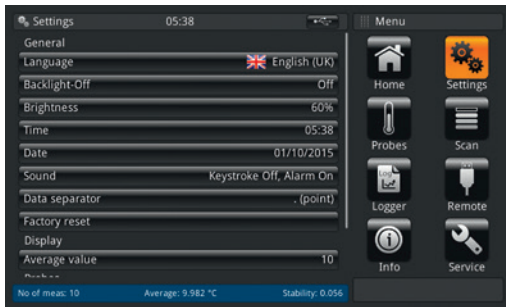 Settings 05:38
General
Language English (UK)
Backlight-Off Off
Brightness 60%
Time 05:38
Date 01/10/2015
Sound Keystroke Off, Alarm On
Data separator . (point)
Factory reset
Display
Average value 10
Probes
No of meas: 10 Average: 9.982 °C Stability: 0.056
Menu
Home Settings
Probes Scan
Log
Logger Remote
Info Service